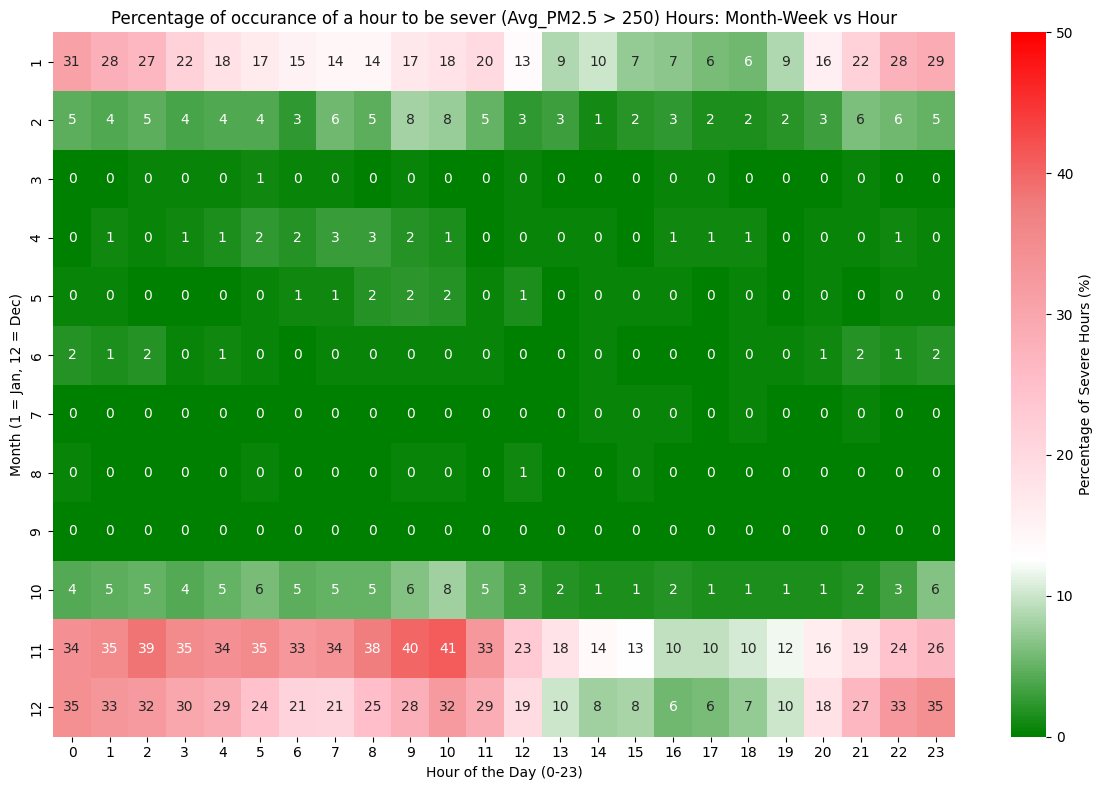 Percentage of occurance of a hour to be sever (Avg_PM2.5 > 250) Hours: Month-Week vs Hour
Month (1 = Jan, 12 = Dec)
1 31 28 27 22 18 17 15 14 14 17 18 20 13 9 10 7 7 6 6 9 16 22 28 29
2 5 4 5 4 4 4 3 6 5 8 8 5 3 3 1 2 3 2 2 2 3 6 6 5
3 0 0 0 0 0 1 0 0 0 0 0 0 0 0 0 0 0 0 0 0 0 0 0 0
4 0 1 0 1 1 2 2 3 3 2 1 0 0 0 0 0 1 1 1 0 0 0 1 0
5 0 0 0 0 0 0 1 1 2 2 2 0 1 0 0 0 0 0 0 0 0 0 0 0
6 2 1 2 0 1 0 0 0 0 0 0 0 0 0 0 0 0 0 0 0 1 2 1 2
7 0 0 0 0 0 0 0 0 0 0 0 0 0 0 0 0 0 0 0 0 0 0 0 0
8 0 0 0 0 0 0 0 0 0 0 0 0 1 0 0 0 0 0 0 0 0 0 0 0
9 0 0 0 0 0 0 0 0 0 0 0 0 0 0 0 0 0 0 0 0 0 0 0 0
10 4 5 5 4 5 6 5 5 5 6 8 5 3 2 1 1 2 1 1 1 1 2 3 6
11 34 35 39 35 34 35 33 34 38 40 41 33 23 18 14 13 10 10 10 12 16 19 24 26
12 35 33 32 30 29 24 21 21 25 28 32 29 19 10 8 8 6 6 7 10 18 27 33 35
0 1 2 3 4 5 6 7 8 9 10 11 12 13 14 15 16 17 18 19 20 21 22 23
Hour of the Day (0-23)
50
40
30
20
10
0
Percentage of Severe Hours (%)